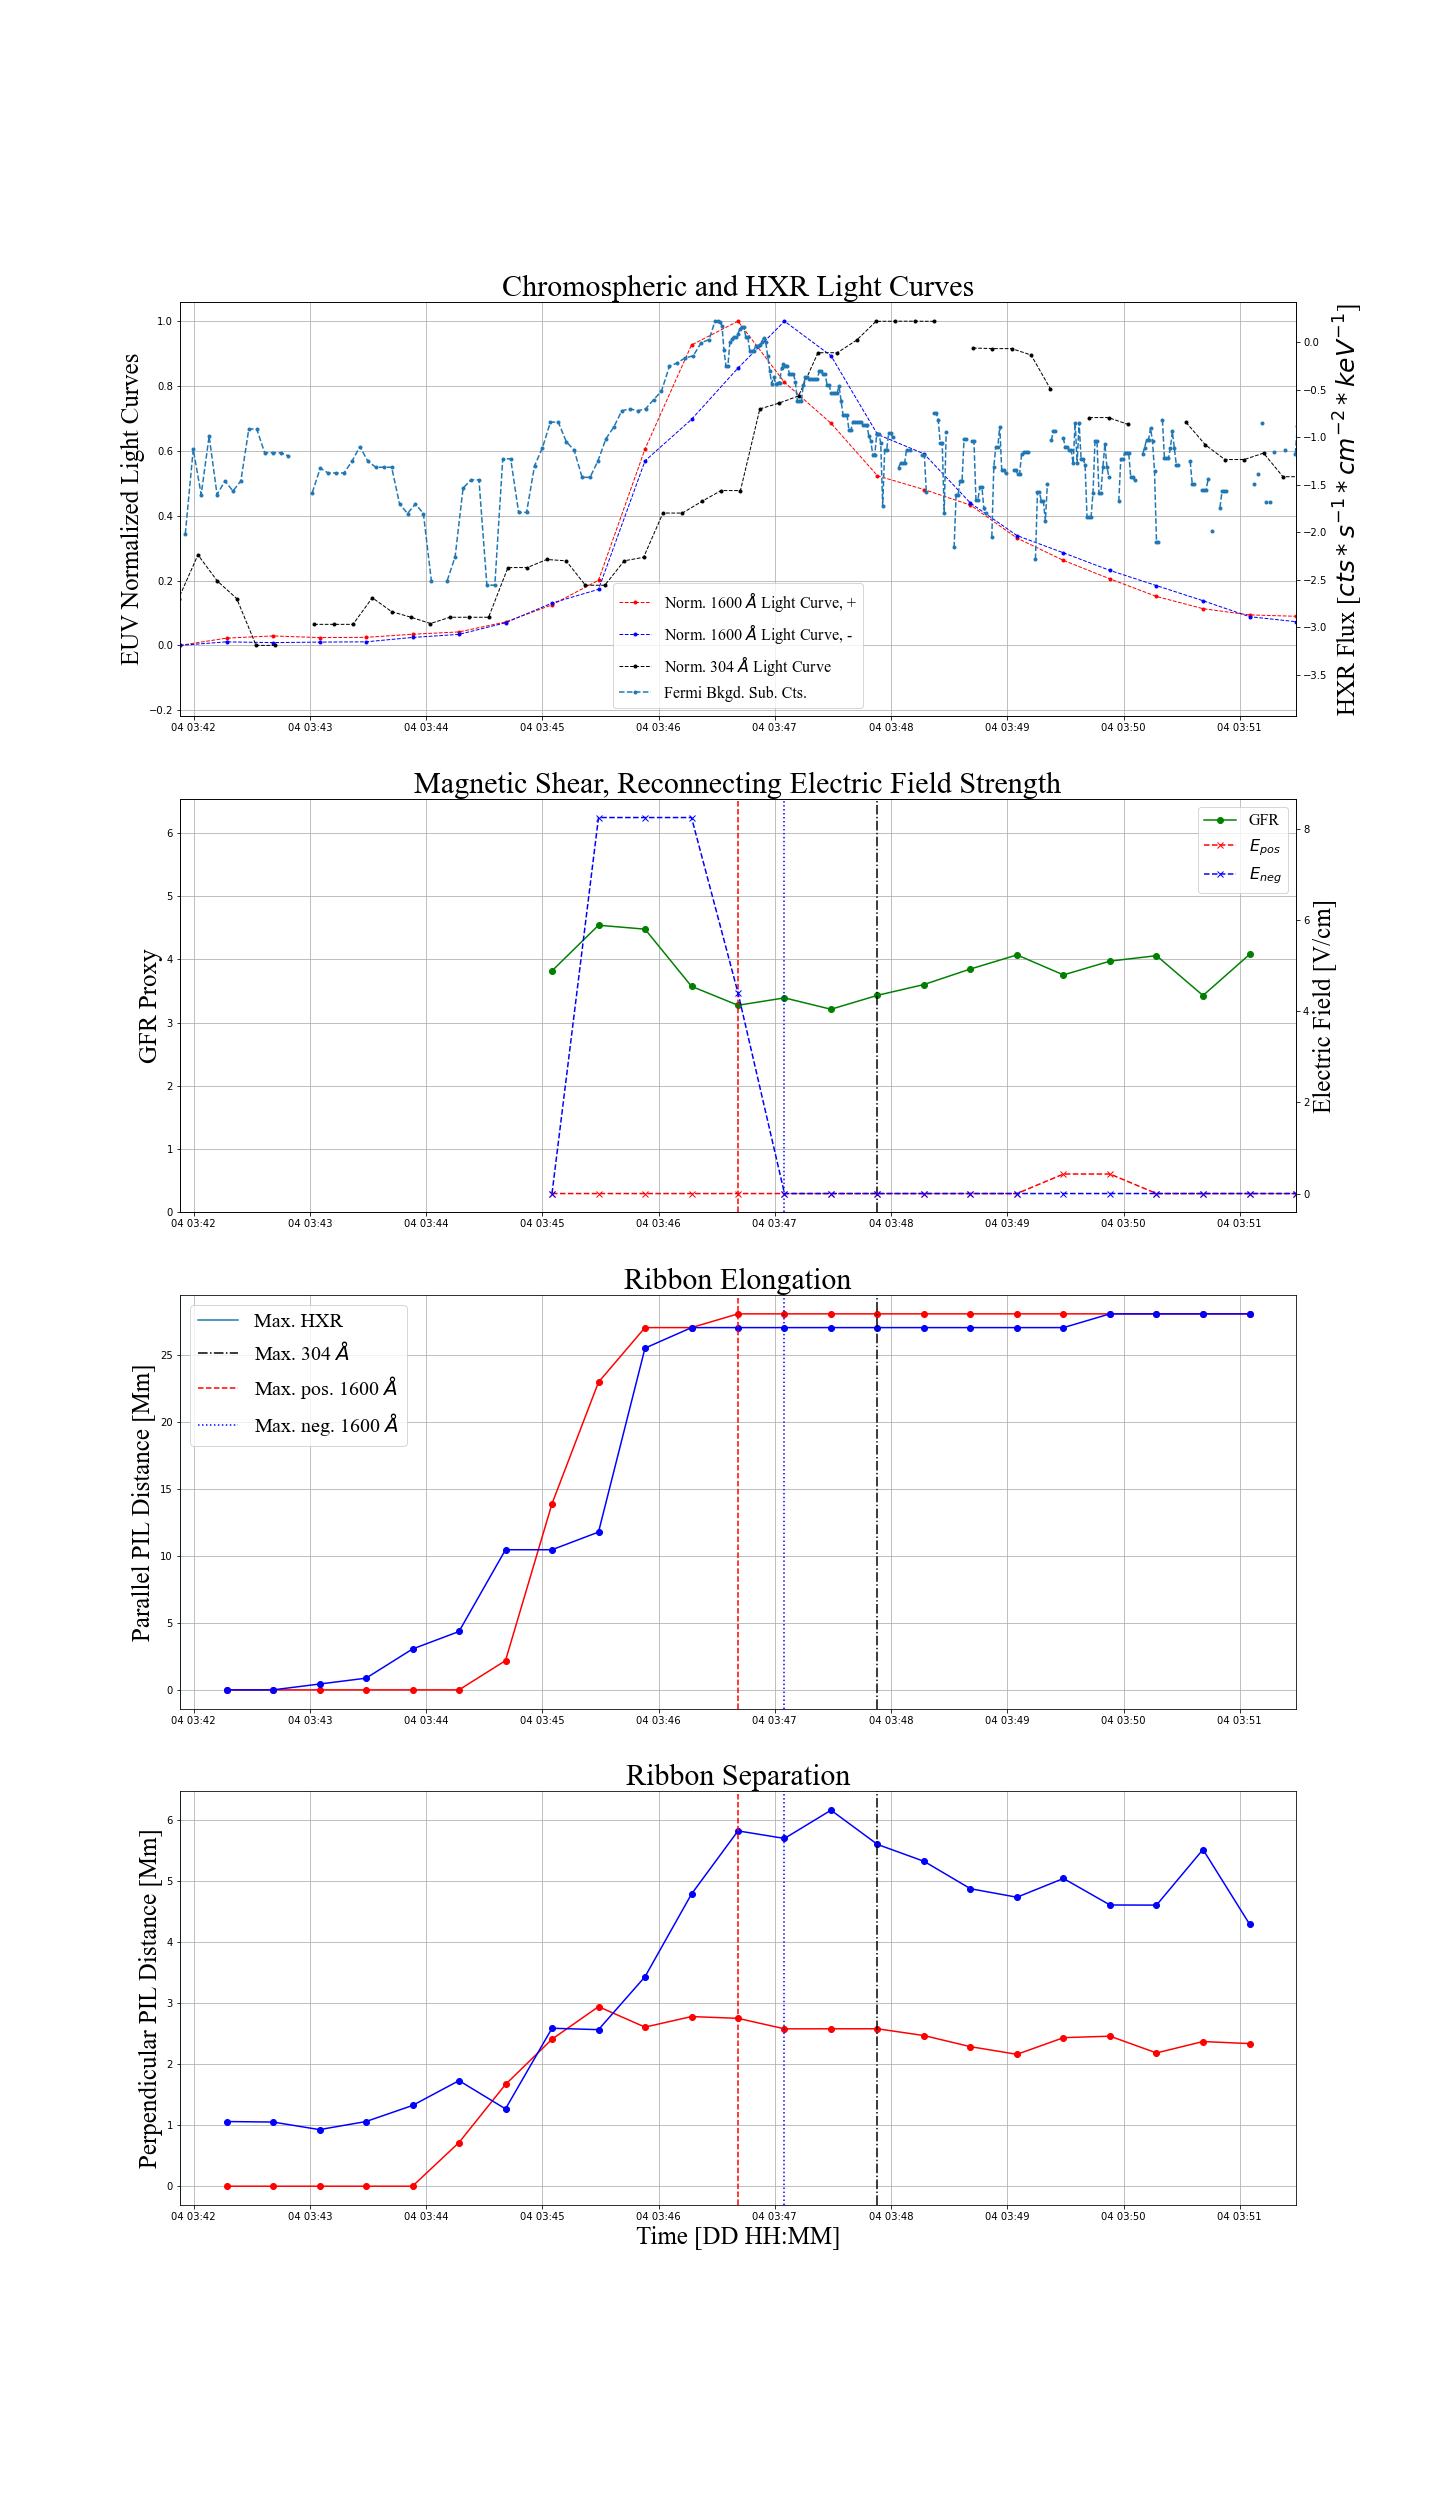 Chromospheric and HXR Light Curves
EUV Normalized Light Curves
1.0
0.8
0.6
0.4
0.2
0.0
−0.2
Norm. 1600 Å Light Curve, +
Norm. 1600 Å Light Curve, -
Norm. 304 Å Light Curve
Fermi Bkgd. Sub. Cts.
0.0
−0.5
−1.0
−1.5
−2.0
−2.5
−3.0
−3.5
HXR Flux [cts * s⁻¹ * cm⁻² * keV⁻¹]
04 03:42 04 03:43 04 03:44 04 03:45 04 03:46 04 03:47 04 03:48 04 03:49 04 03:50 04 03:51
Magnetic Shear, Reconnecting Electric Field Strength
GFR Proxy
6
5
4
3
2
1
0
GFR
E_pos
E_neg
8
6
4
2
0
Electric Field [V/cm]
04 03:42 04 03:43 04 03:44 04 03:45 04 03:46 04 03:47 04 03:48 04 03:49 04 03:50 04 03:51
Ribbon Elongation
Parallel PIL Distance [Mm]
25
20
15
10
5
0
Max. HXR
Max. 304 Å
Max. pos. 1600 Å
Max. neg. 1600 Å
04 03:42 04 03:43 04 03:44 04 03:45 04 03:46 04 03:47 04 03:48 04 03:49 04 03:50 04 03:51
Ribbon Separation
Perpendicular PIL Distance [Mm]
6
5
4
3
2
1
0
04 03:42 04 03:43 04 03:44 04 03:45 04 03:46 04 03:47 04 03:48 04 03:49 04 03:50 04 03:51
Time [DD HH:MM]